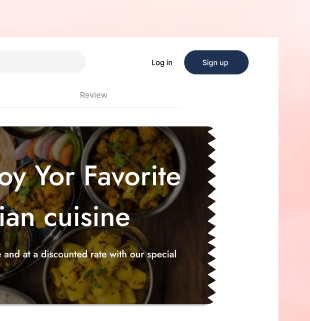 Log in Sign up
Review
oy Yor Favorite
ian cuisine
and at a discounted rate with our special